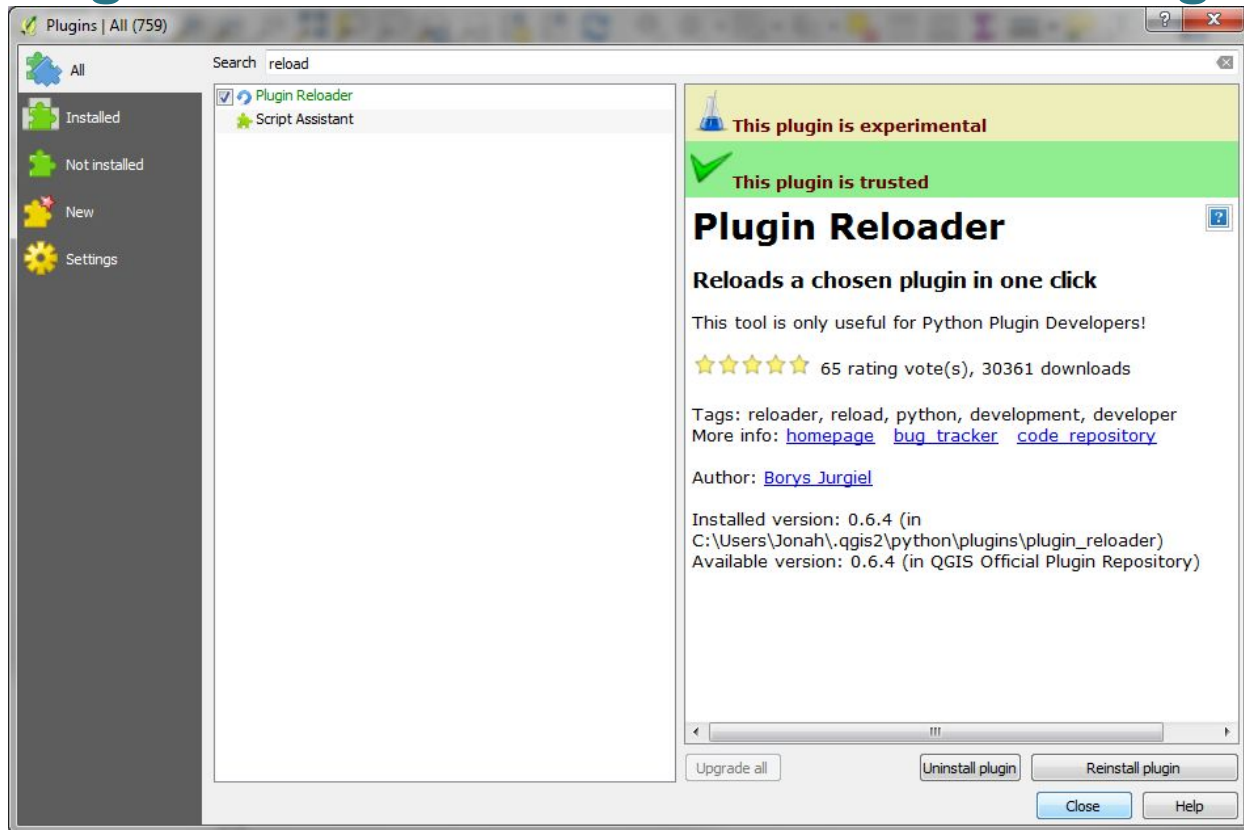 Plugins | All (759)
All
Installed
Not installed
New
Settings
Search reload
Plugin Reloader
Script Assistant
This plugin is experimental
This plugin is trusted
Plugin Reloader
Reloads a chosen plugin in one click
This tool is only useful for Python Plugin Developers!
65 rating vote(s), 30361 downloads
Tags: reloader, reload, python, development, developer
More info: homepage bug tracker code repository
Author: Borys Jurgiel
Installed version: 0.6.4 (in
C:\Users\Jonah\.qgis2\python\plugins\plugin_reloader)
Available version: 0.6.4 (in QGIS Official Plugin Repository)
Upgrade all
Uninstall plugin
Reinstall plugin
Close
Help